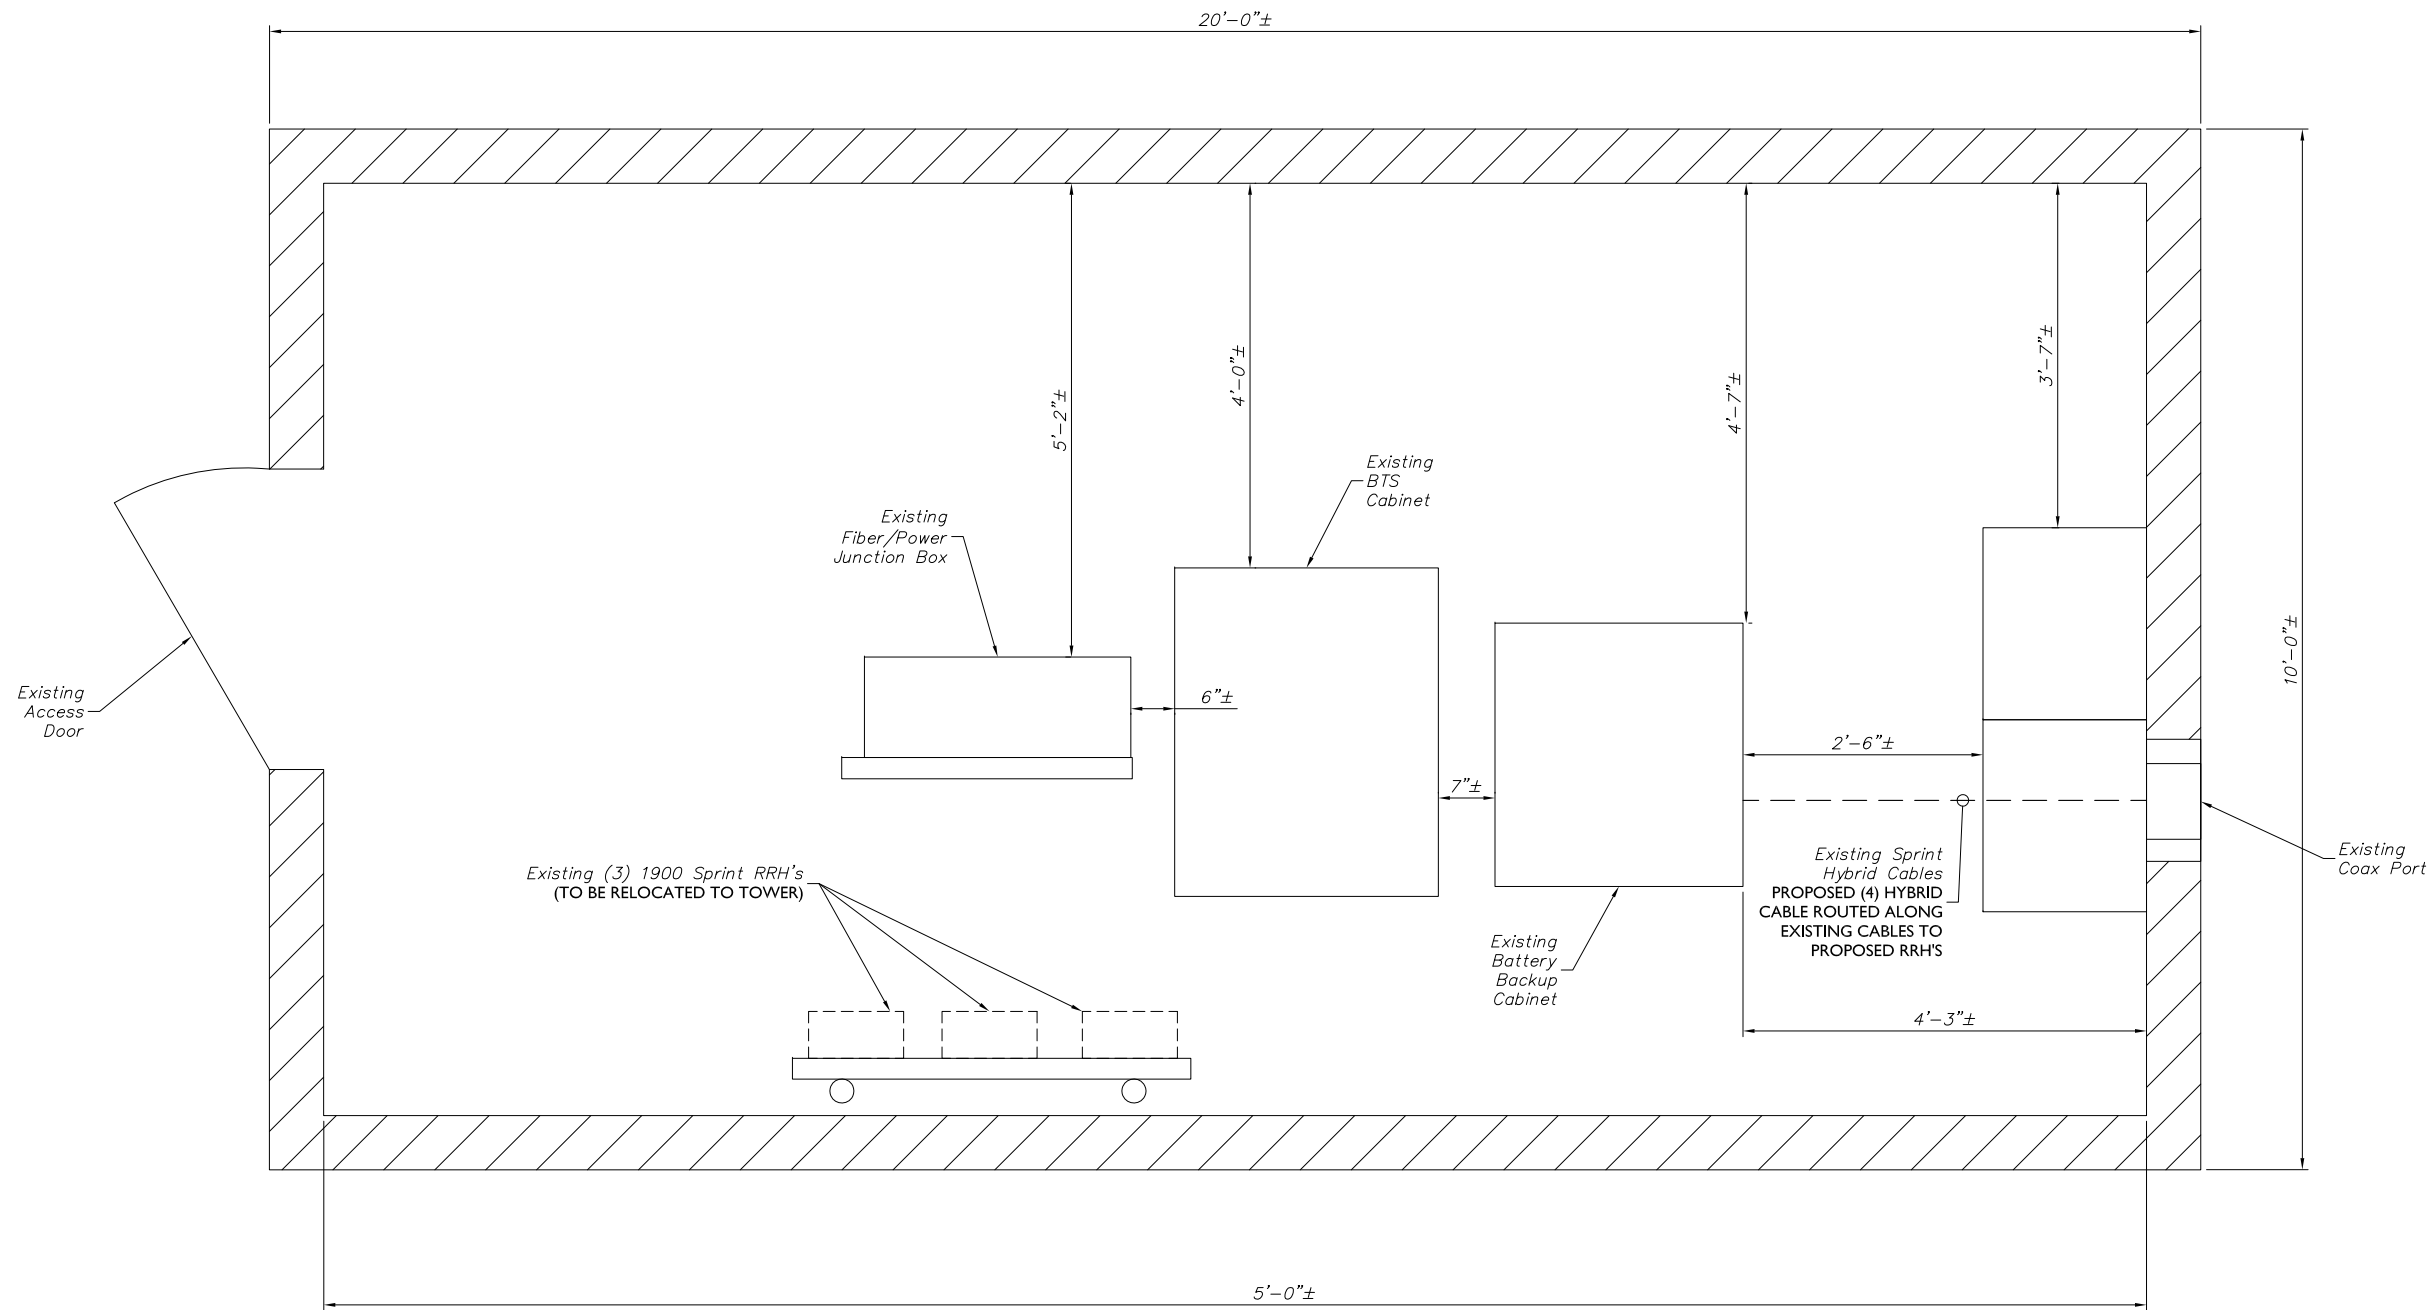 20'-0"±
5'-2"±
4'-0"±
4'-7"±
3'-7"±
10'-0"±
Existing
BTS
Cabinet
Existing
Fiber/Power
Junction Box
Existing
Access
Door
6"±
2'-6"±
7"±
Existing
Coax Port
Existing (3) 1900 Sprint RRH's
(TO BE RELOCATED TO TOWER)
Existing Sprint
Hybrid Cables
PROPOSED (4) HYBRID
CABLE ROUTED ALONG
EXISTING CABLES TO
PROPOSED RRH'S
Existing
Battery
Backup
Cabinet
4'-3"±
5'-0"±